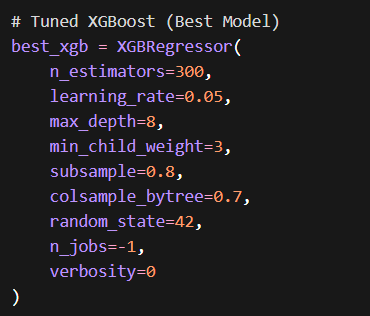 # Tuned XGBoost (Best Model)
best_xgb = XGBRegressor(
    n_estimators=300,
    learning_rate=0.05,
    max_depth=8,
    min_child_weight=3,
    subsample=0.8,
    colsample_bytree=0.7,
    random_state=42,
    n_jobs=-1,
    verbosity=0
)